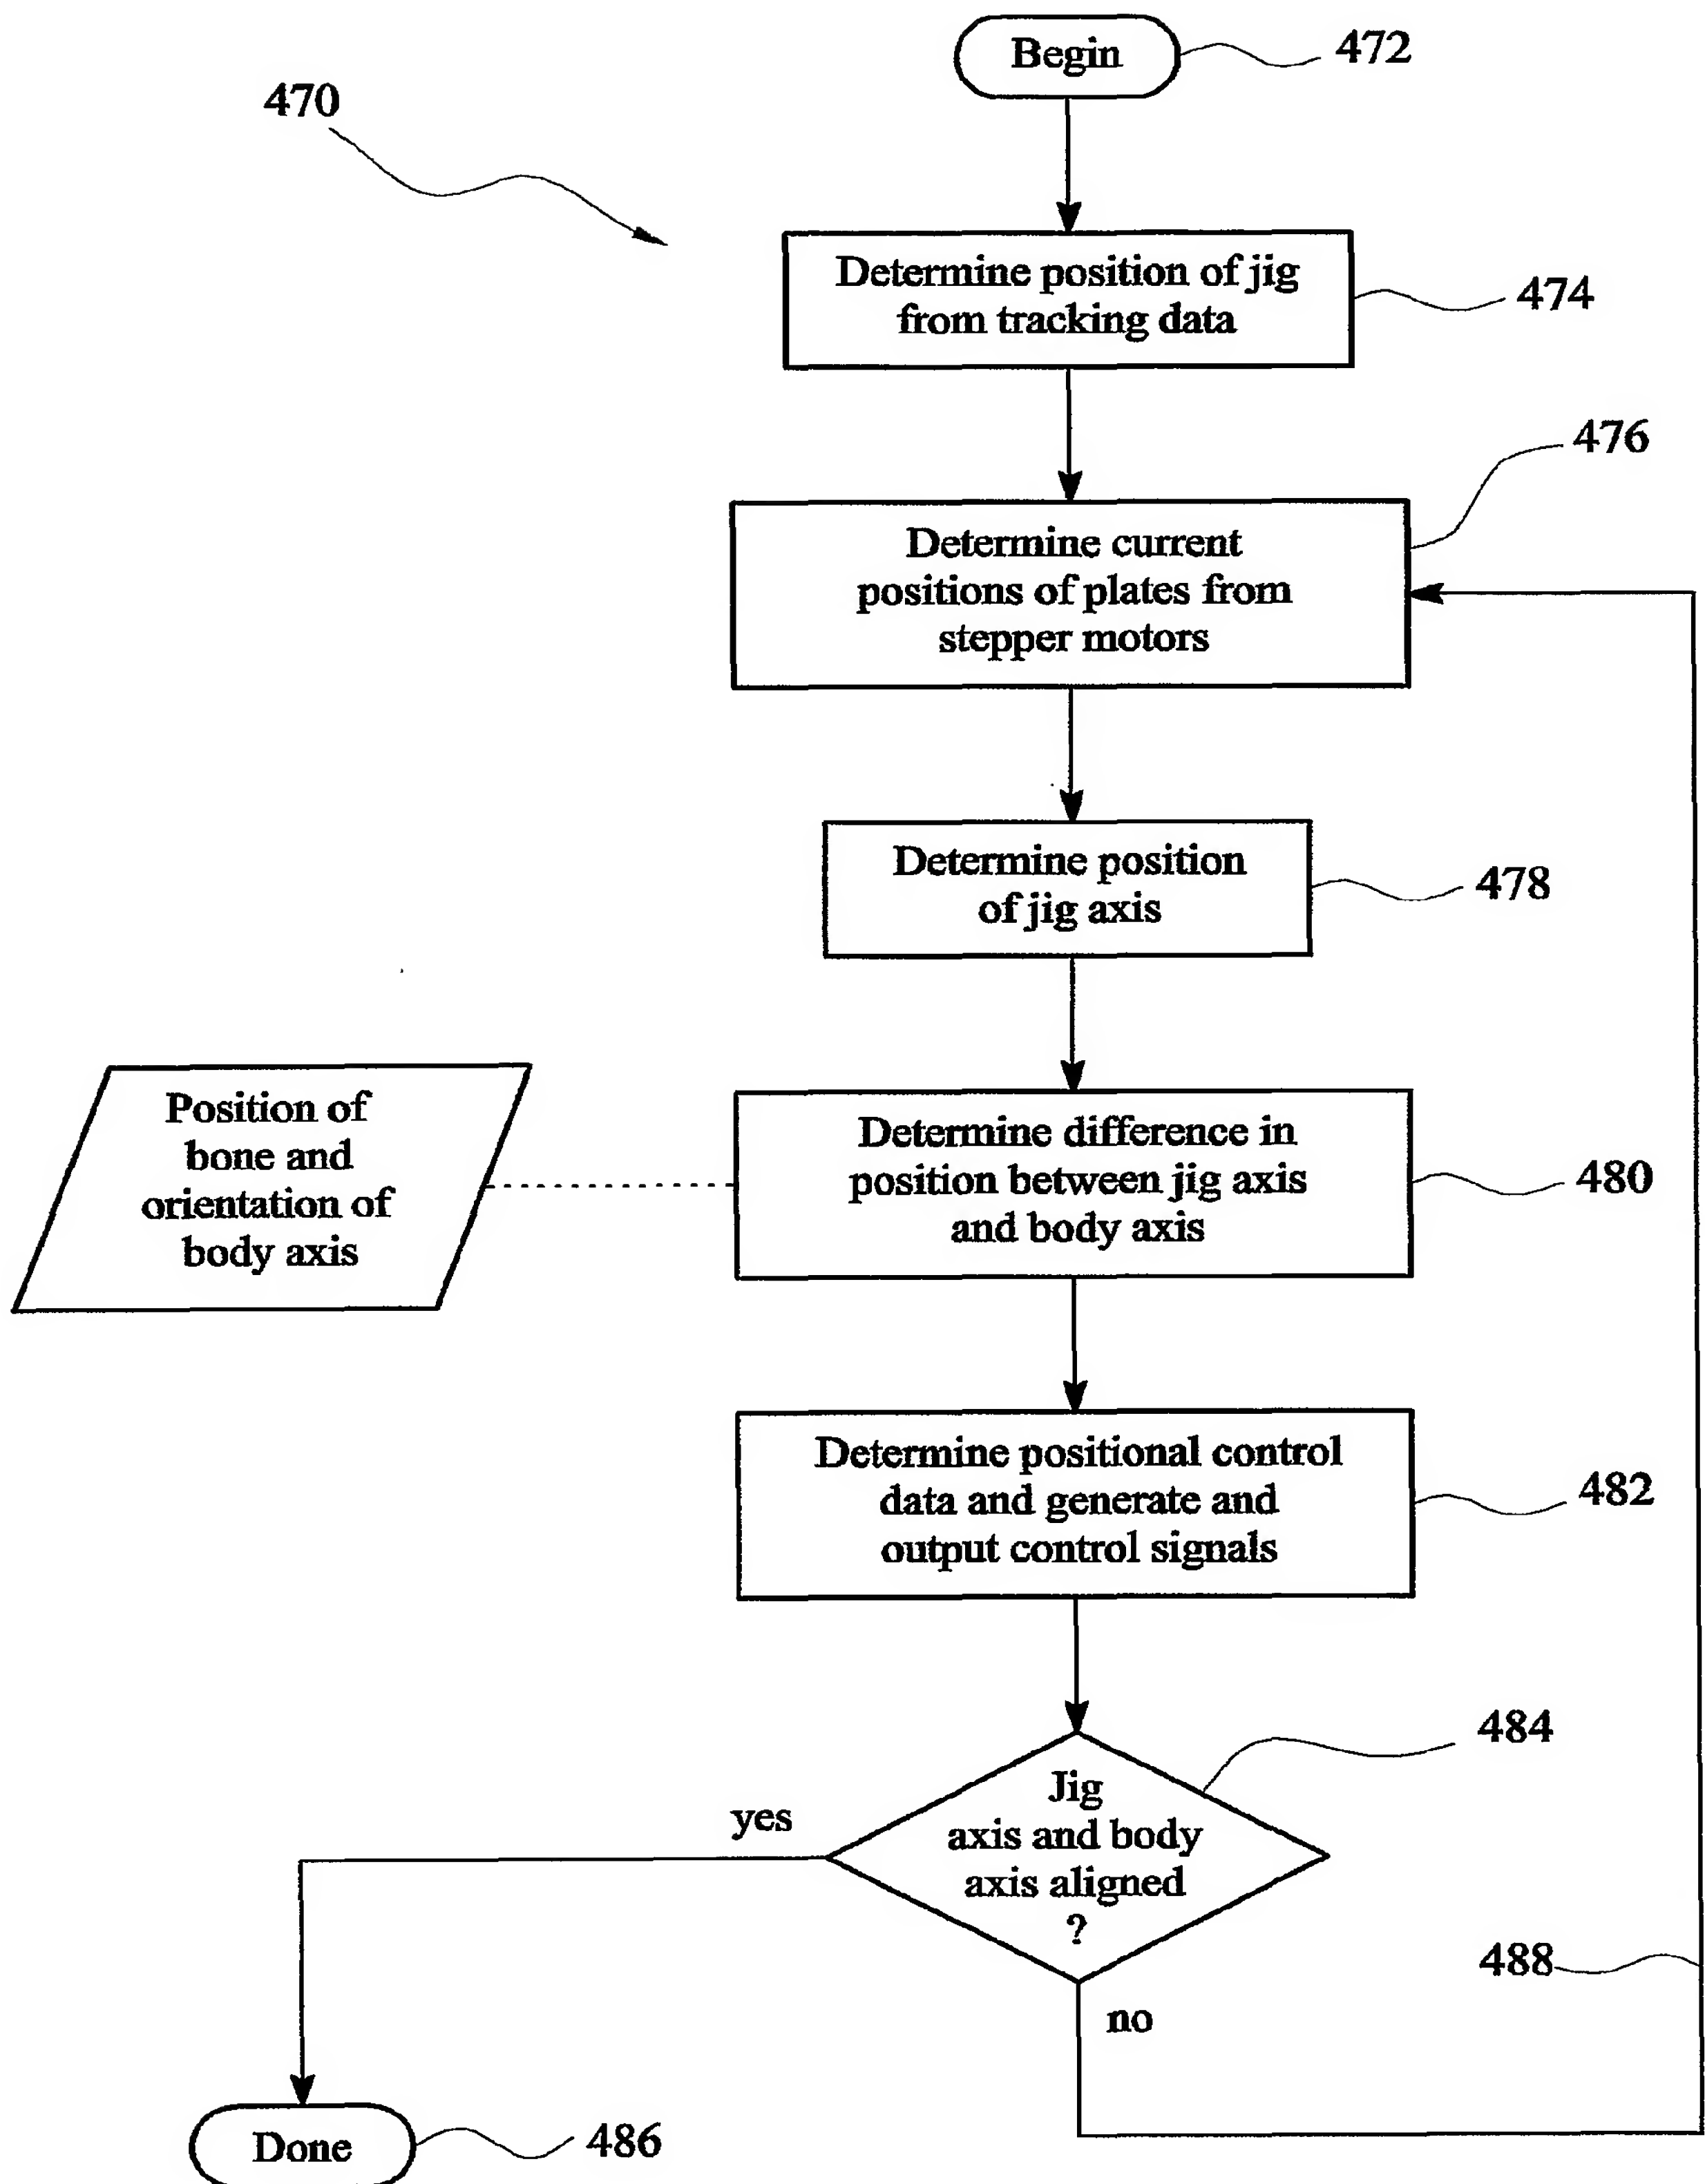 Begin
472
470
Determine position of jig
from tracking data
474
476
Determine current
positions of plates from
stepper motors
Determine position
of jig axis
478
Position of
bone and
orientation of
body axis
Determine difference in
position between jig axis
and body axis
480
Determine positional control
data and generate and
output control signals
482
484
Jig
axis and body
axis aligned
?
yes
488
no
Done
486